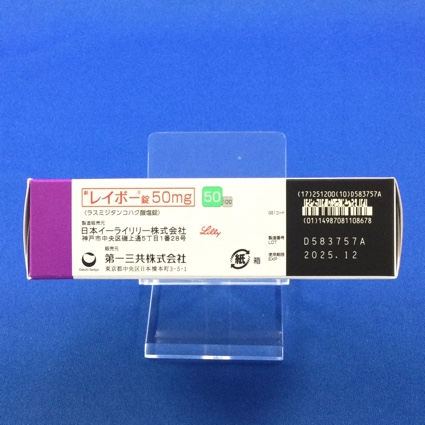 レイボー錠50mg
50
(ラスミジタンコハク酸塩錠)
製造販売元
日本イーライリリー株式会社
神戸市中央区磯上通5丁目1番28号
Lilly
販売元
第一三共株式会社
東京都中央区日本橋本町3-5-1
紙 箱
(17)251200(10)D583757A
(01)14987081108678
製造番号
LOT D583757A
使用期限
EXP 2025.12